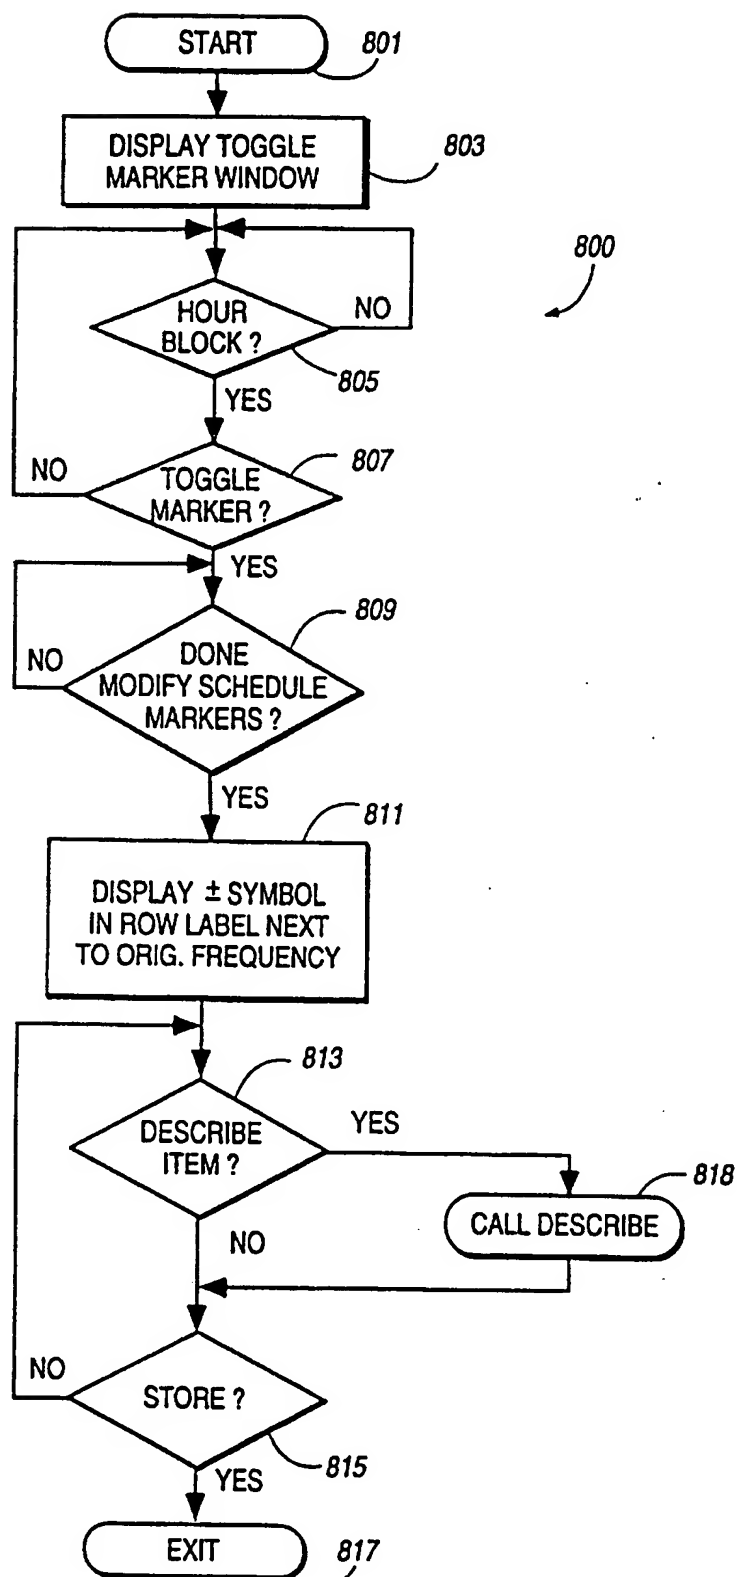 START
801
DISPLAY TOGGLE
MARKER WINDOW
803
800
HOUR
BLOCK ?
NO
805
YES
807
NO
TOGGLE
MARKER ?
YES
809
NO
DONE
MODIFY SCHEDULE
MARKERS ?
YES
811
DISPLAY ± SYMBOL
IN ROW LABEL NEXT
TO ORIG. FREQUENCY
813
DESCRIBE
ITEM ?
YES
818
CALL DESCRIBE
NO
NO
STORE ?
815
YES
EXIT
817